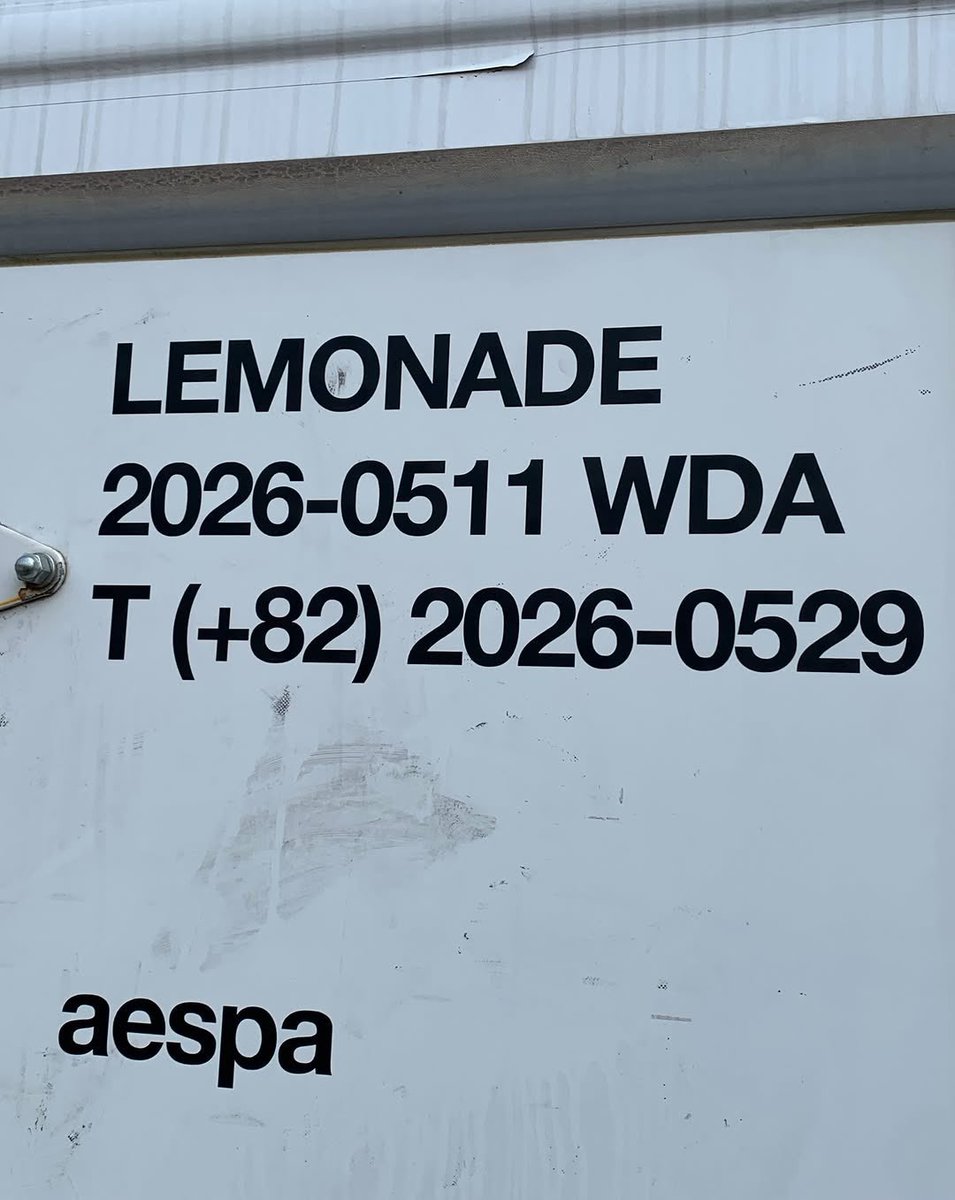 LEMONADE
2026-0511 WDA
T (+82) 2026-0529
aespa